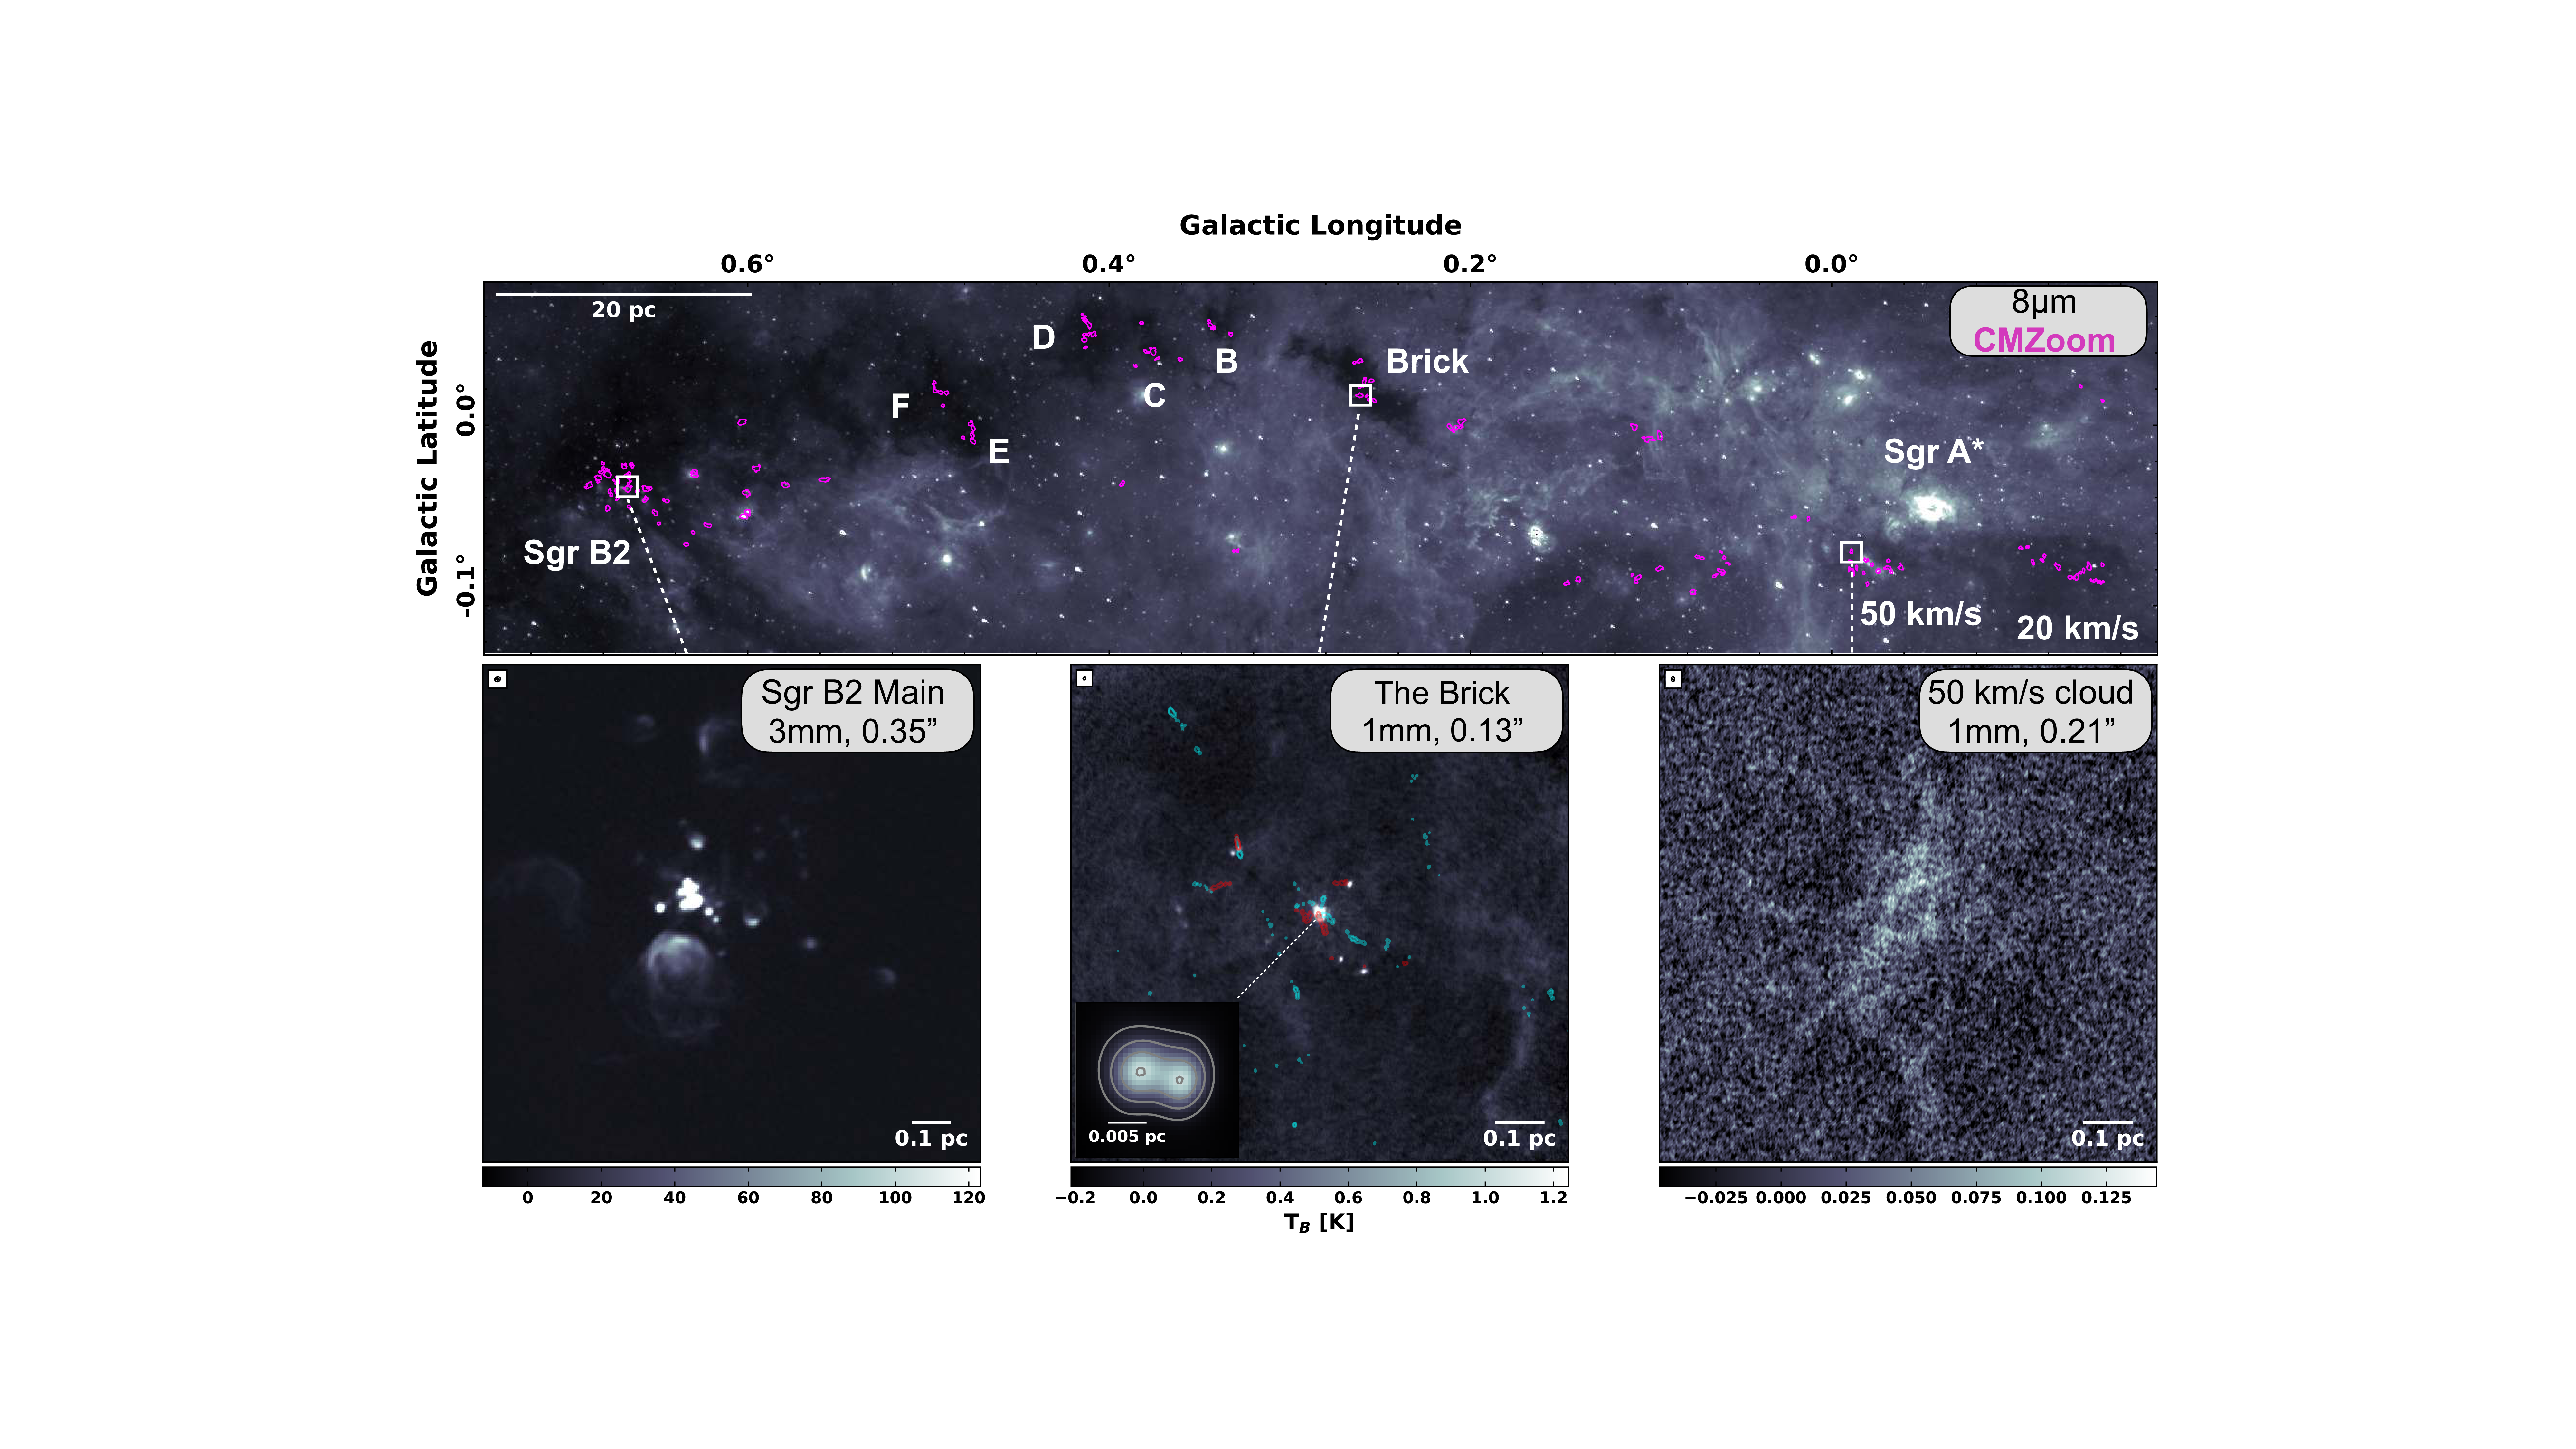 Galactic Longitude
0.6° 0.4° 0.2° 0.0°
Galactic Latitude
0.0°
-0.1°
20 pc
8μm
CMZoom
D
B
Brick
C
F
E
Sgr A*
Sgr B2
50 km/s
20 km/s
Sgr B2 Main
3mm, 0.35”
0.1 pc
0 20 40 60 80 100 120
The Brick
1mm, 0.13”
0.005 pc
0.1 pc
−0.2 0.0 0.2 0.4 0.6 0.8 1.0 1.2
T_B [K]
50 km/s cloud
1mm, 0.21”
0.1 pc
−0.025 0.000 0.025 0.050 0.075 0.100 0.125